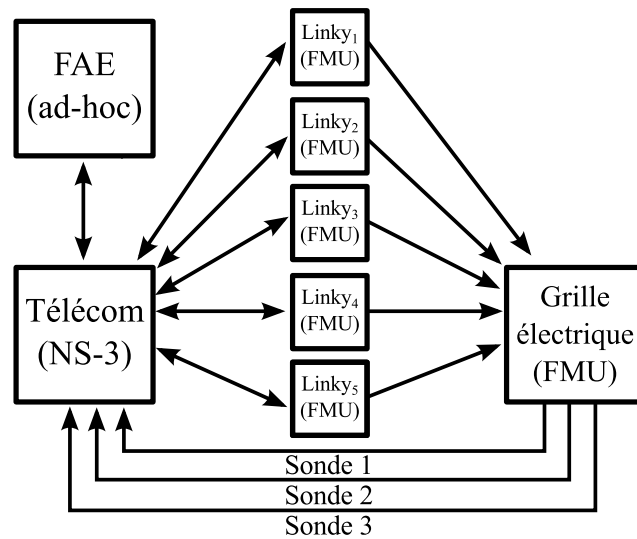 FAE
(ad-hoc)
Linky₁
(FMU)
Linky₂
(FMU)
Linky₃
(FMU)
Linky₄
(FMU)
Linky₅
(FMU)
Télécom
(NS-3)
Grille
électrique
(FMU)
Sonde 1
Sonde 2
Sonde 3